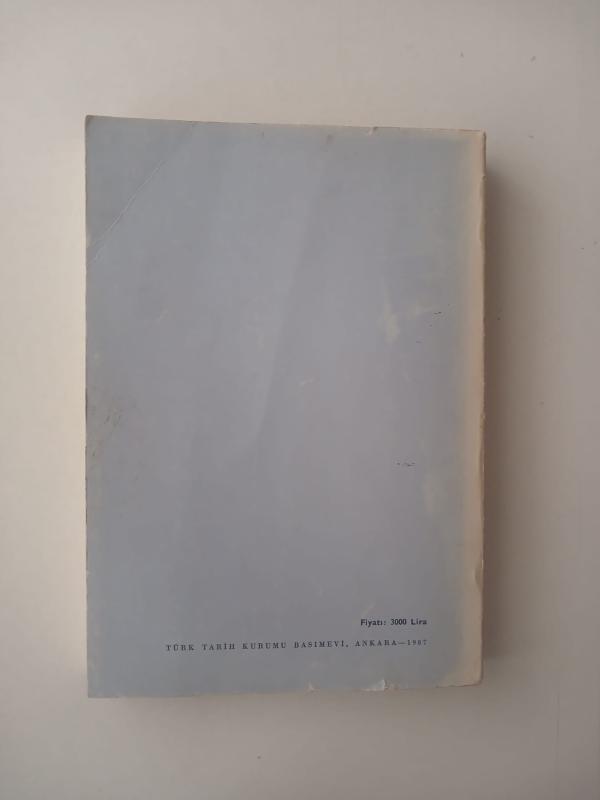 Fiyatı: 3000 Lira
TÜRK TARİH KURUMU BASIMEVİ, ANKARA—1987